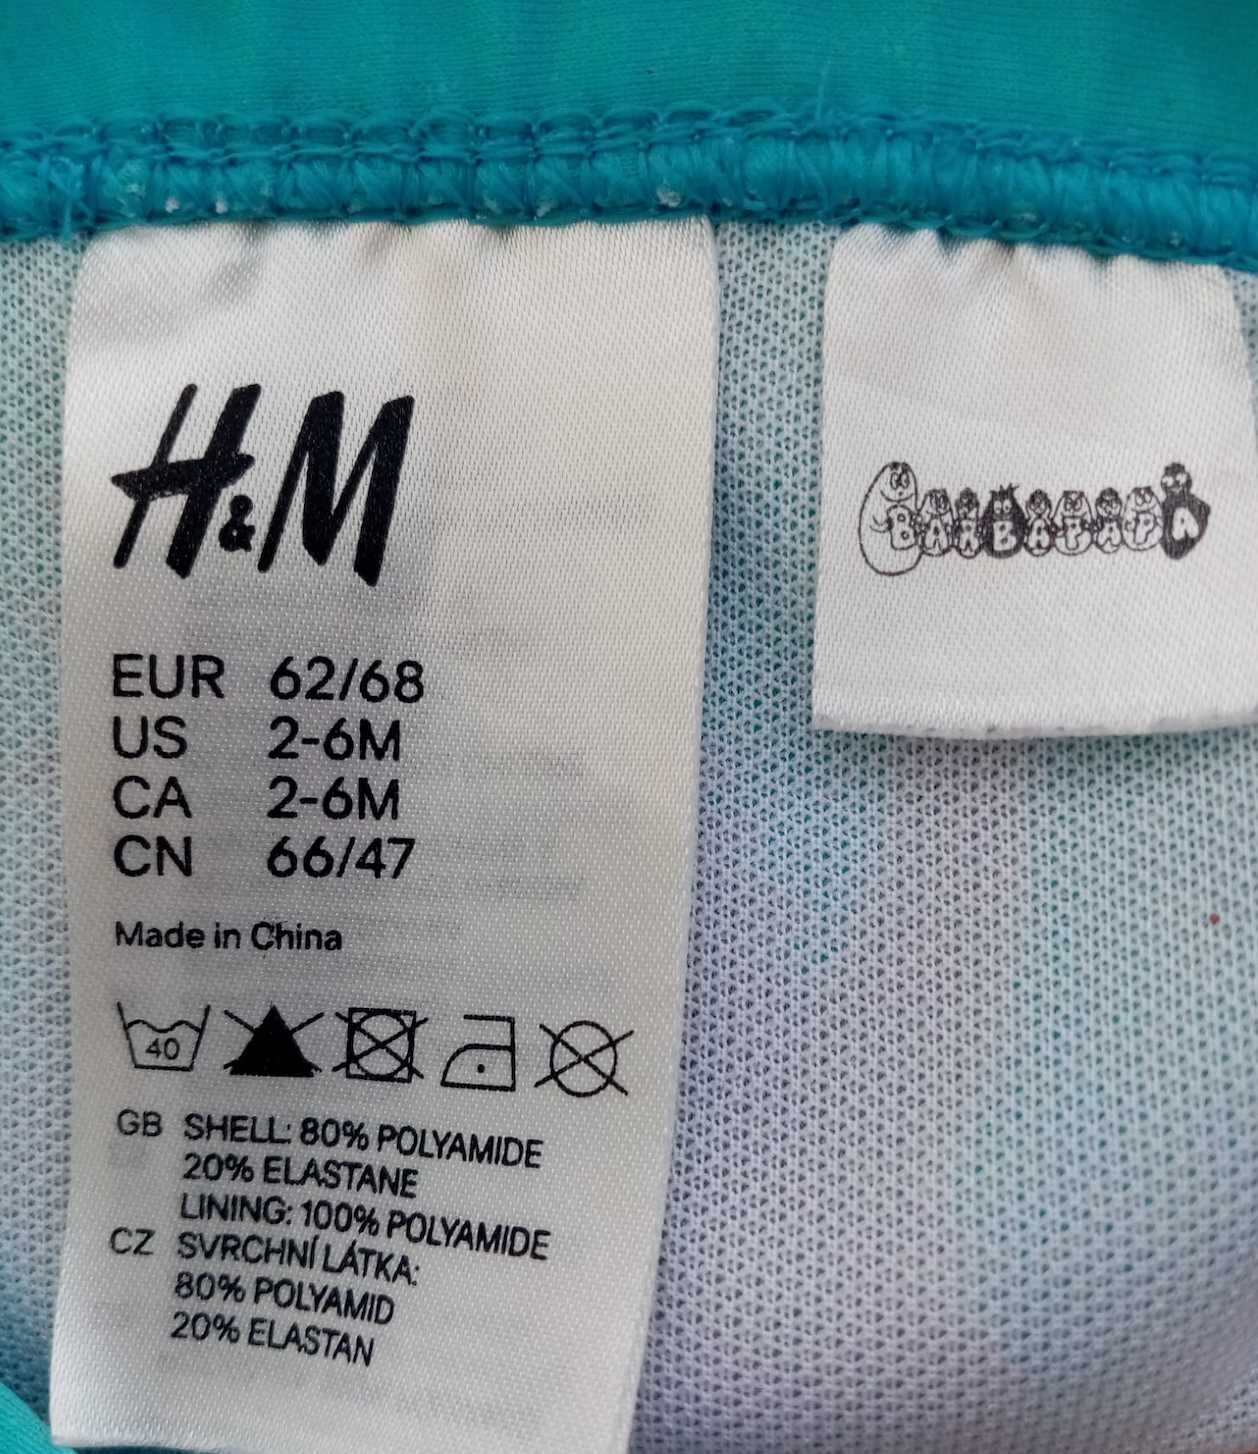 H&M
EUR 62/68
US 2-6M
CA 2-6M
CN 66/47
Made in China
40
GB SHELL: 80% POLYAMIDE
20% ELASTANE
LINING: 100% POLYAMIDE
CZ SVRCHNÍ LÁTKA:
80% POLYAMID
20% ELASTAN
BARBAPAPA